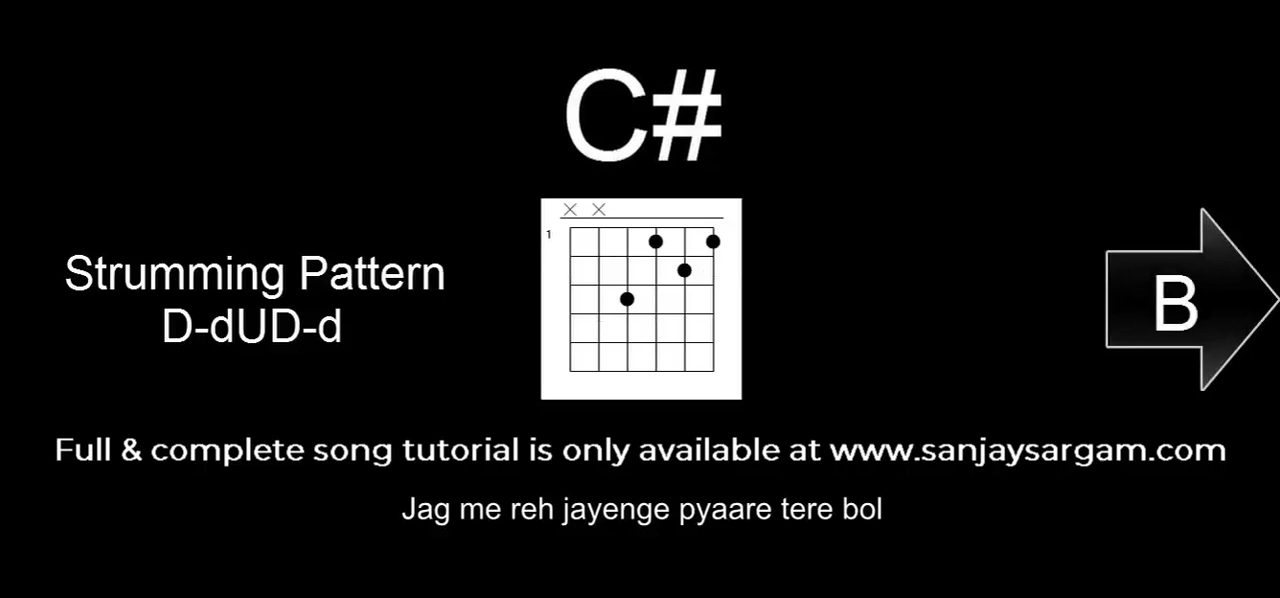 C#
X X
1
Strumming Pattern
D-dUD-d
B
Full & complete song tutorial is only available at www.sanjaysargam.com
Jag me reh jayenge pyaare tere bol